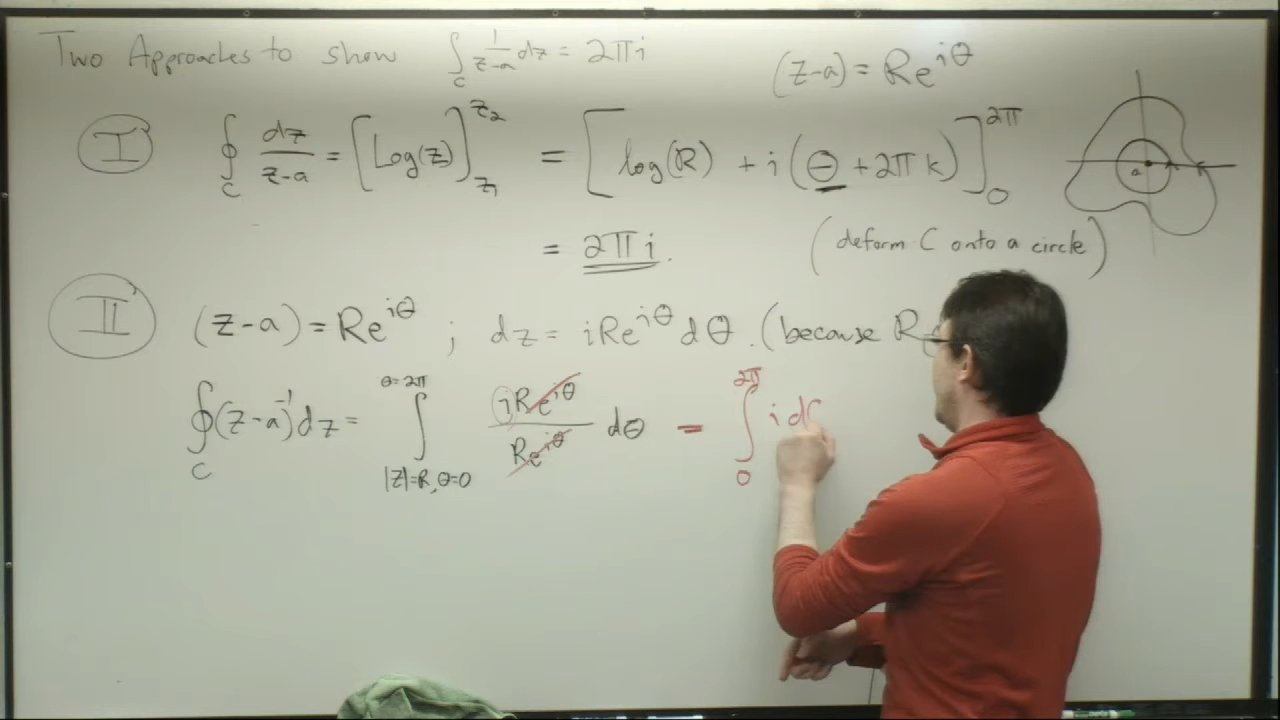 Two Approaches to show ∫_C 1/(z-a) dz = 2πi
(z-a) = Re^{iθ}
I ∮_C dz/(z-a) = [Log(z)]_{z_1}^{z_2} = [log(R) + i(θ + 2πk)]_0^{2π}
a
= 2πi.
(deform C onto a circle)
II (z-a) = Re^{iθ} ; dz = iRe^{iθ}dθ. (because R
∮_C (z-a)^{-1}dz = ∫_{|z|=R, θ=0}^{θ=2π} iRe^{iθ}/Re^{iθ} dθ = ∫_0^{2π} i d